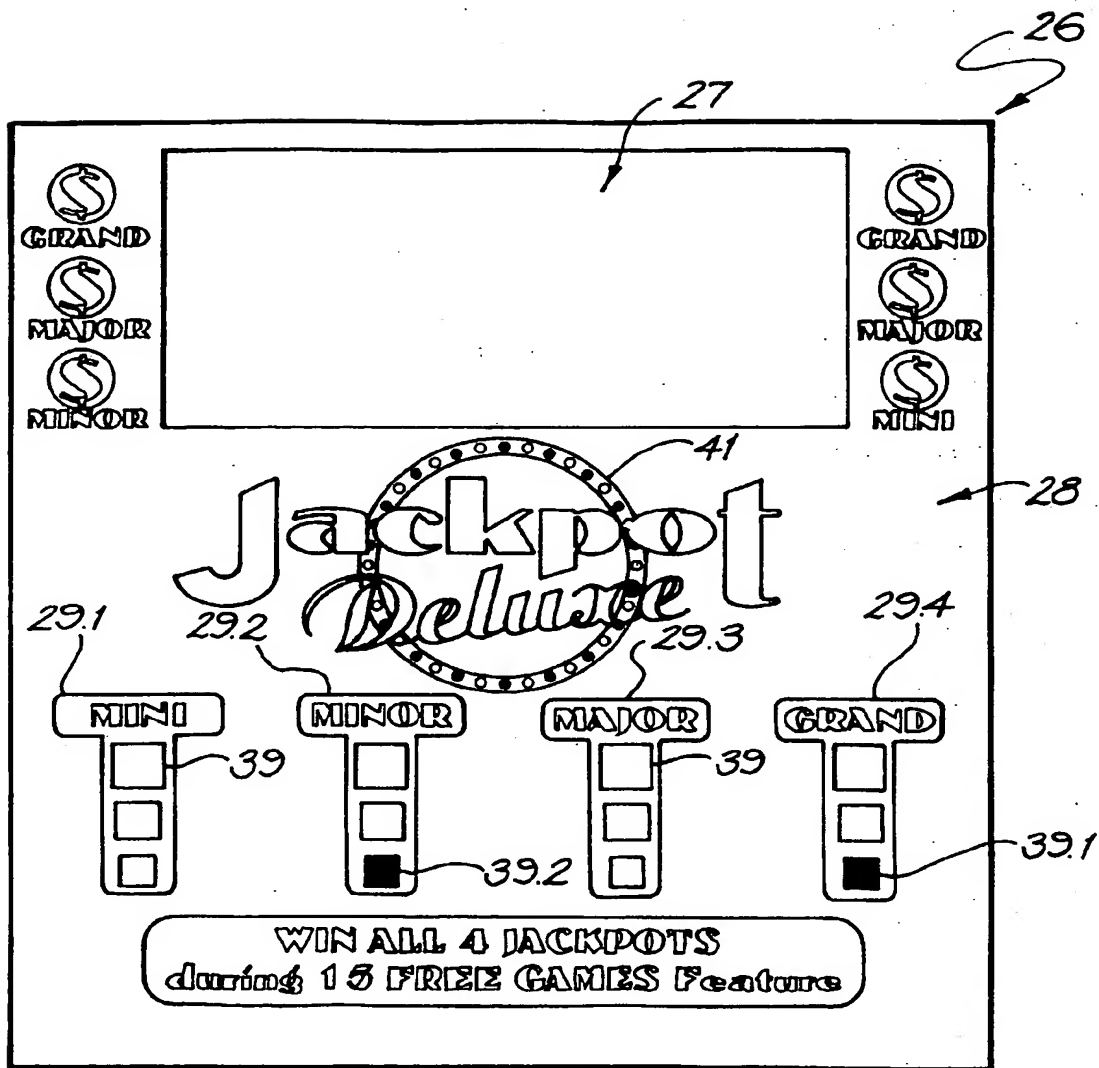 26
27
$ GRAND
$ MAJOR
$ MINOR
$ GRAND
$ MAJOR
$ MINI
41
28
Jackpot
Deluxe
29.1
29.2
29.3
29.4
MINI
MINOR
MAJOR
GRAND
39
39
39.2
39.1
WIN ALL 4 JACKPOTS
during 15 FREE GAMES Feature